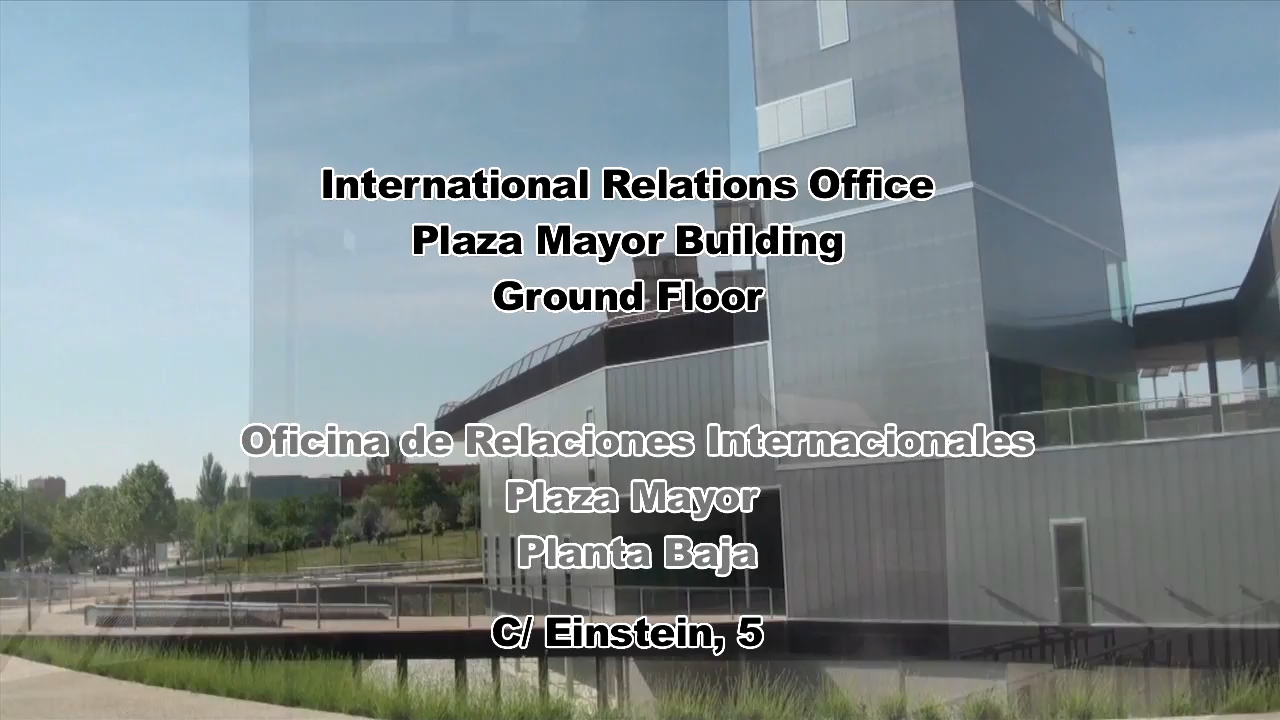 International Relations Office
Plaza Mayor Building
Ground Floor
Oficina de Relaciones Internacionales
Plaza Mayor
Planta Baja
C/ Einstein, 5